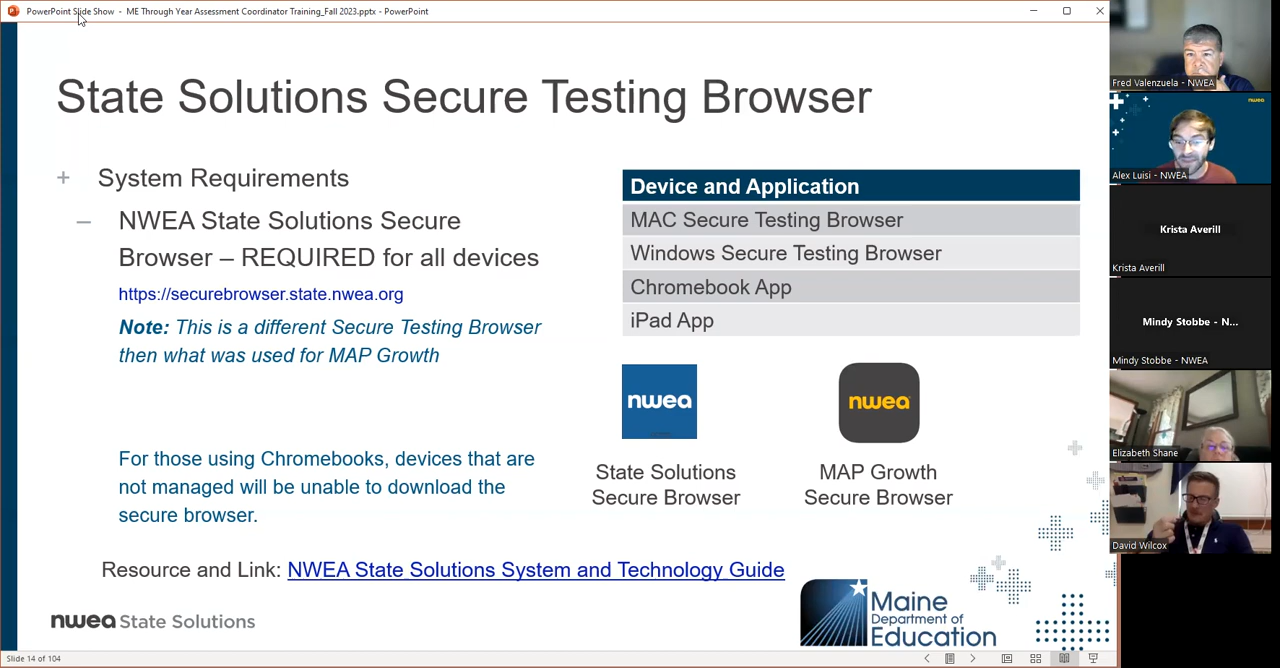 PowerPoint Slide Show - ME Through Year Assessment Coordinator Training_Fall 2023.pptx - PowerPoint
State Solutions Secure Testing Browser
+ System Requirements
– NWEA State Solutions Secure
Browser – REQUIRED for all devices
https://securebrowser.state.nwea.org
Note: This is a different Secure Testing Browser
then what was used for MAP Growth
For those using Chromebooks, devices that are
not managed will be unable to download the
secure browser.
Device and Application
MAC Secure Testing Browser
Windows Secure Testing Browser
Chromebook App
iPad App
nwea
State Solutions
Secure Browser
nwea
MAP Growth
Secure Browser
Resource and Link: NWEA State Solutions System and Technology Guide
nwea State Solutions
Maine
Department of
Education
Slide 14 of 104
Fred Valenzuela - NWEA
nwea
Alex Luisi - NWEA
Krista Averill
Krista Averill
Mindy Stobbe - N...
Mindy Stobbe - NWEA
Elizabeth Shane
David Wilcox